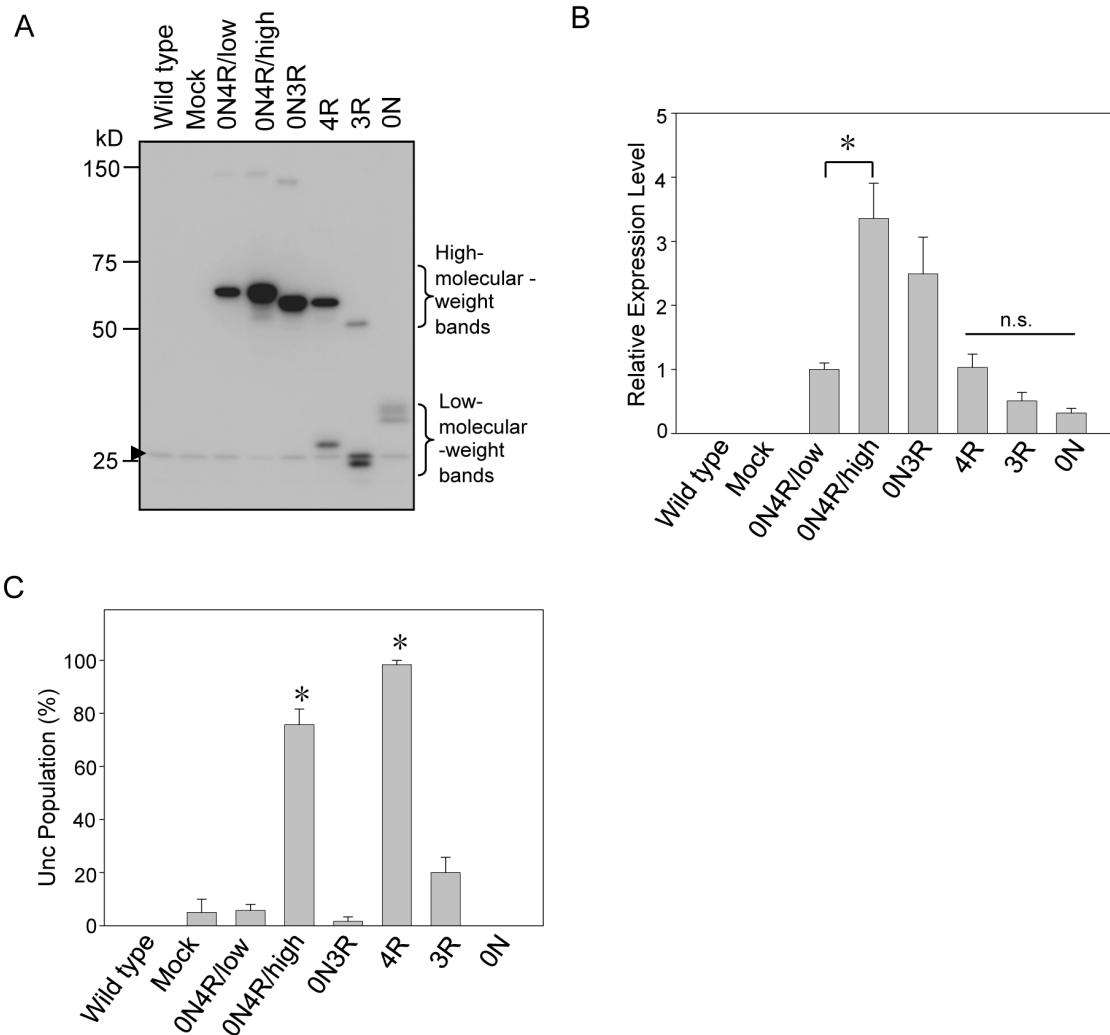 A
Wild type
Mock
0N4R/low
0N4R/high
0N3R
4R
3R
0N
kD
150
75
50
25
High-
molecular -
weight
bands
Low-
molecular
-weight
bands
B
Relative Expression Level
5
4
3
2
1
0
*
n.s.
Wild type
Mock
0N4R/low
0N4R/high
0N3R
4R
3R
0N
C
Unc Population (%)
100
80
60
40
20
0
*
*
Wild type
Mock
0N4R/low
0N4R/high
0N3R
4R
3R
0N